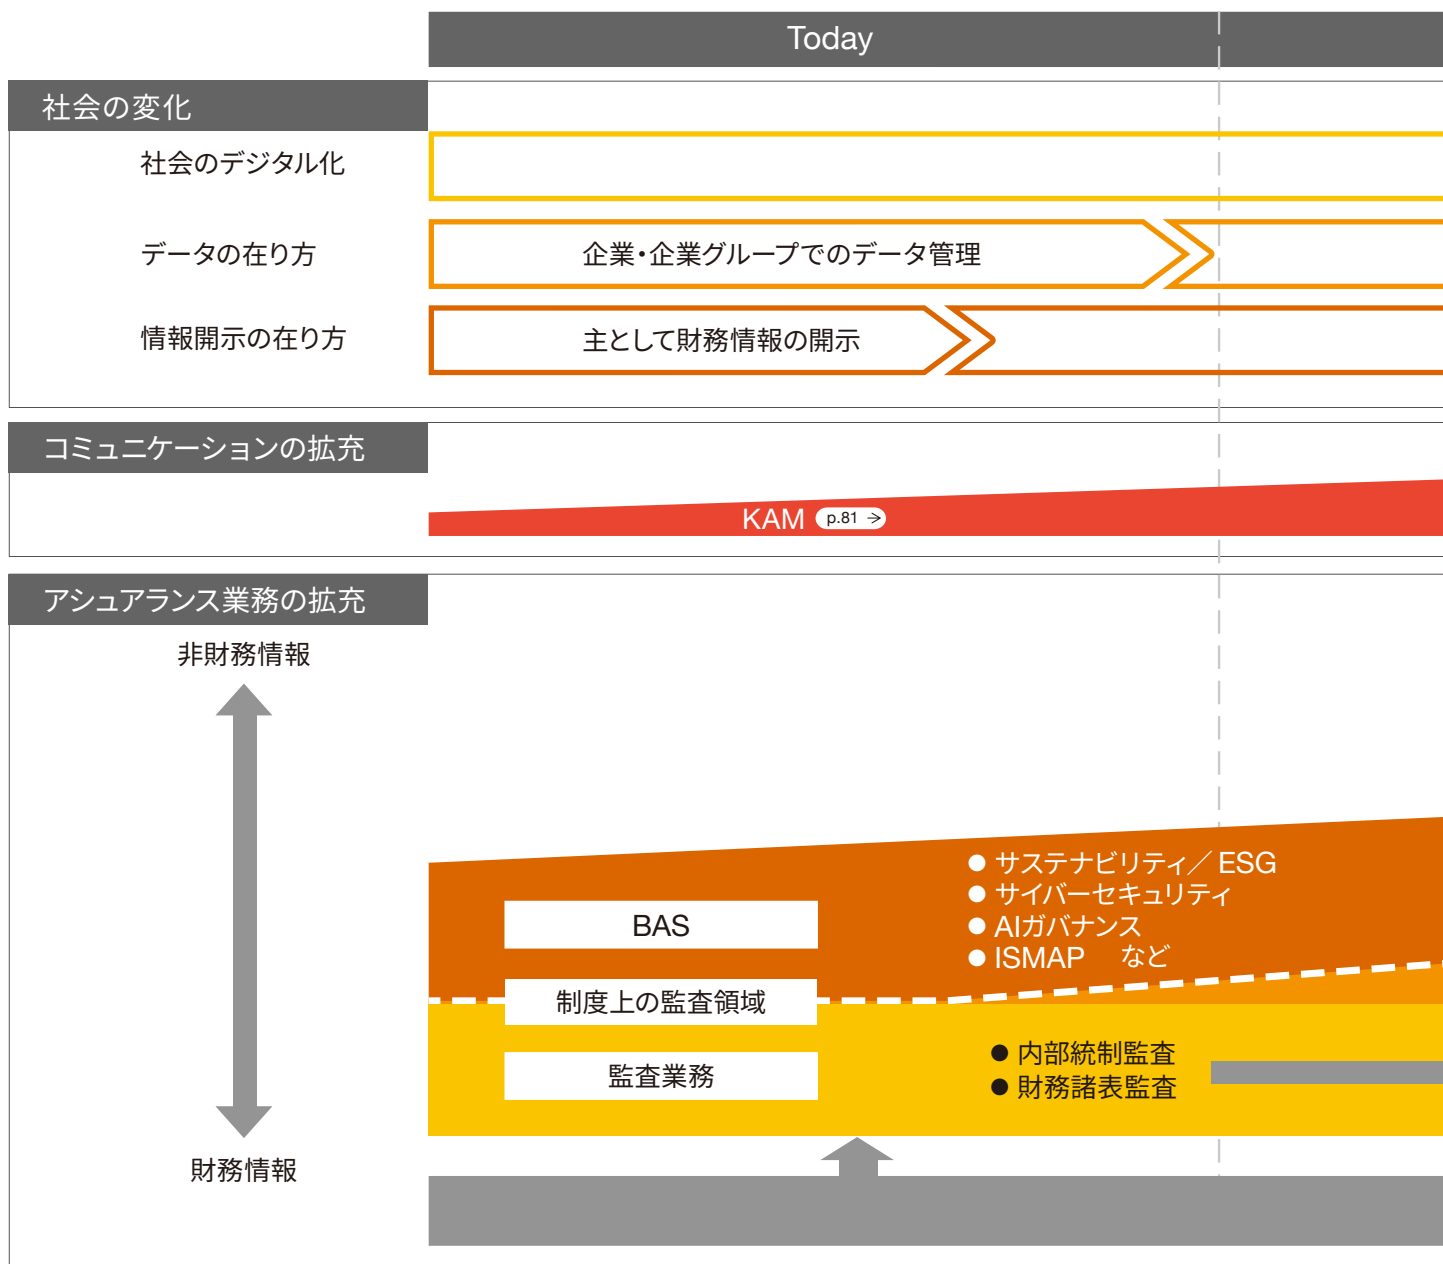 Today
社会の変化
社会のデジタル化
データの在り方
企業・企業グループでのデータ管理
情報開示の在り方
主として財務情報の開示
コミュニケーションの拡充
KAM p.81 →
アシュアランス業務の拡充
非財務情報
● サステナビリティ／ESG
● サイバーセキュリティ
● AIガバナンス
● ISMAP など
BAS
制度上の監査領域
監査業務
● 内部統制監査
● 財務諸表監査
財務情報